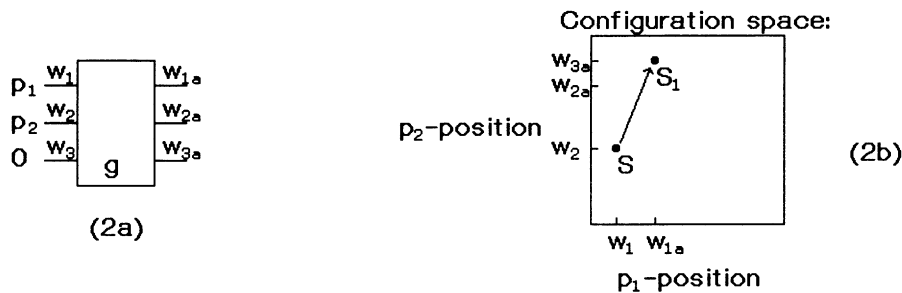 p₁ w₁ w₁ₐ
p₂ w₂ w₂ₐ
0 w₃ w₃ₐ
g
(2a)
Configuration space:
w₃ₐ
w₂ₐ
S₁
p₂-position
w₂
S
(2b)
w₁ w₁ₐ
p₁-position